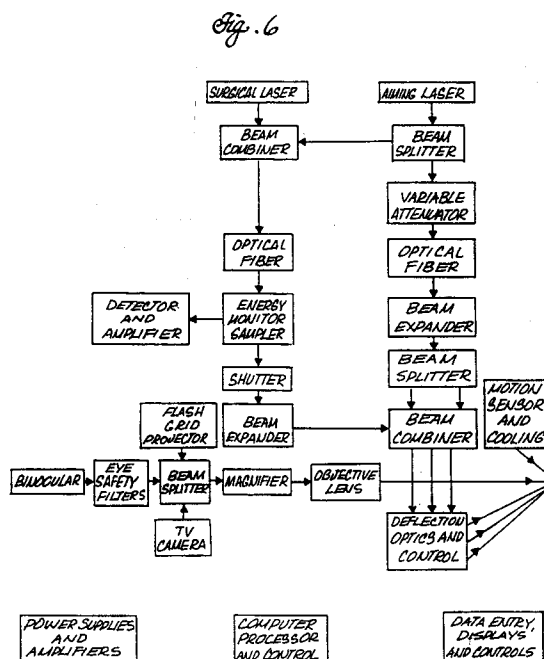 Fig. 6
SURGICAL LASER
AIMING LASER
BEAM
COMBINER
BEAM
SPLITTER
VARIABLE
ATTENUATOR
OPTICAL
FIBER
OPTICAL
FIBER
DETECTOR
AND
AMPLIFIER
ENERGY
MONITOR
SAMPLER
BEAM
EXPANDER
SHUTTER
BEAM
SPLITTER
MOTION
SENSOR
AND
COOLING
FLASH
GRID
PROJECTOR
BEAM
EXPANDER
BEAM
COMBINER
BINOCULAR
EYE
SAFETY
FILTERS
BEAM
SPLITTER
MAGNIFIER
OBJECTIVE
LENS
TV
CAMERA
DEFLECTION
OPTICS AND
CONTROL
POWER SUPPLIES
AND
AMPLIFIERS
COMPUTER
PROCESSOR
AND CONTROL
DATA ENTRY,
DISPLAYS
AND CONTROLS